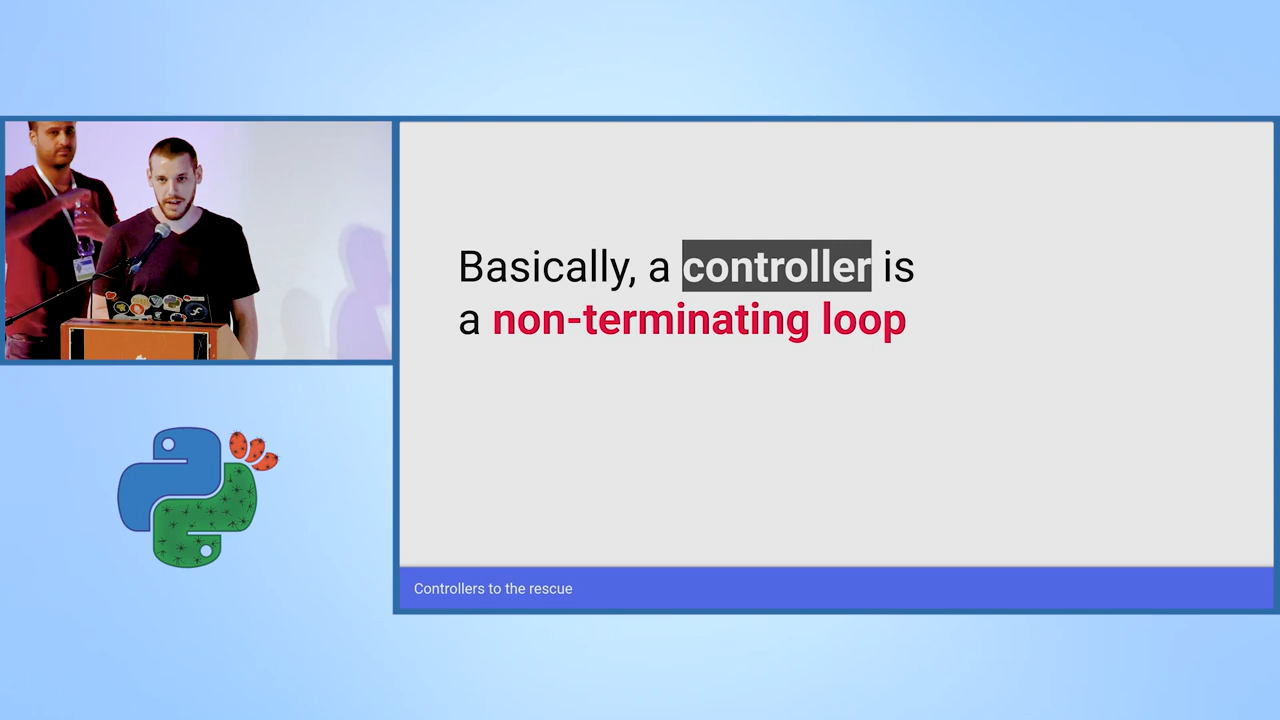 Basically, a controller is
a non-terminating loop
Controllers to the rescue